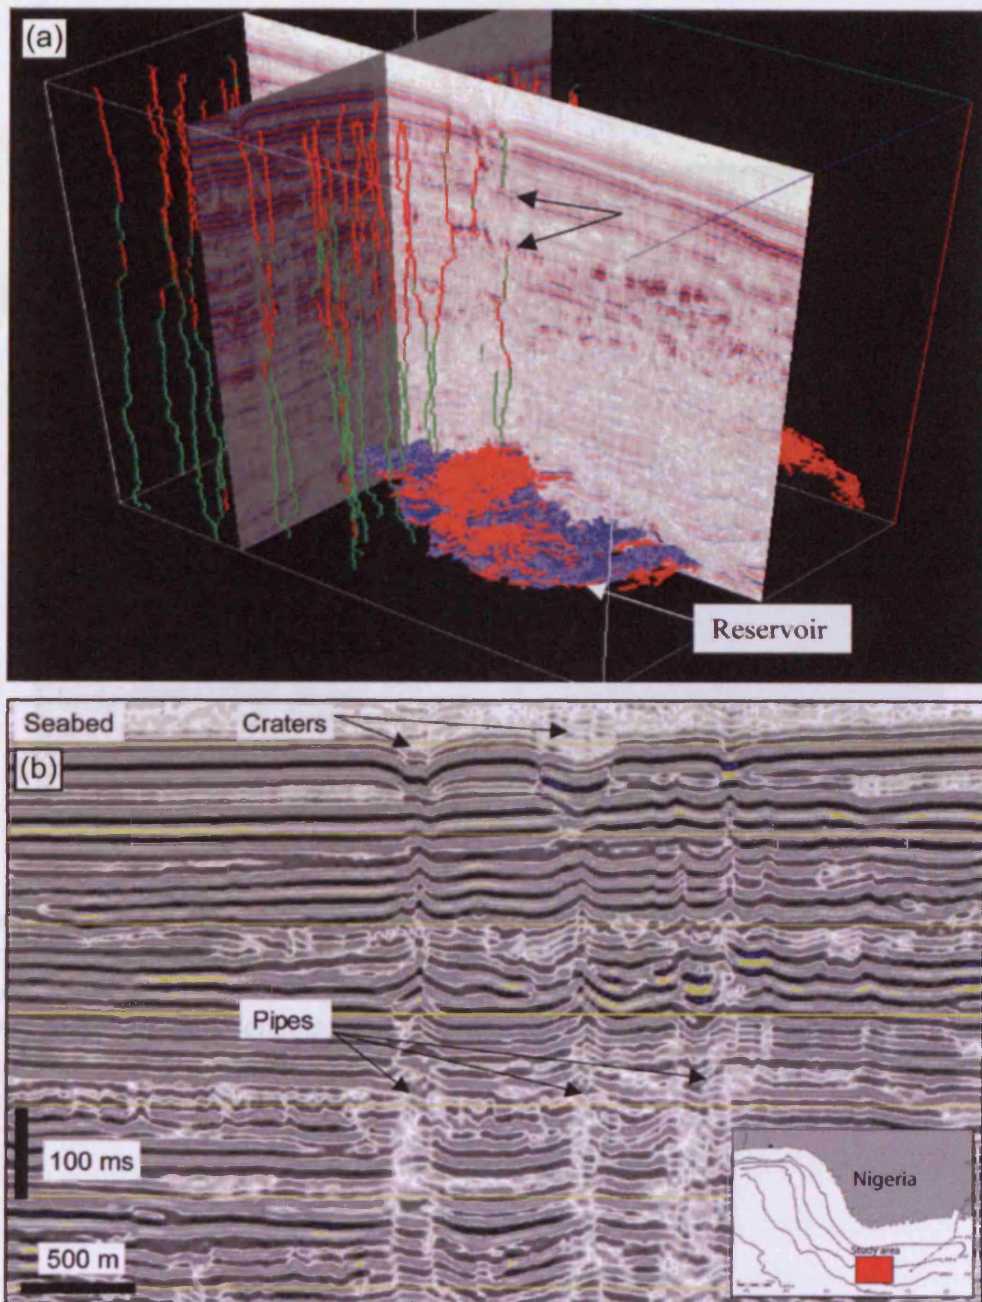 (a)
Reservoir
Seabed
Craters
(b)
Pipes
100 ms
500 m
Nigeria
Study area